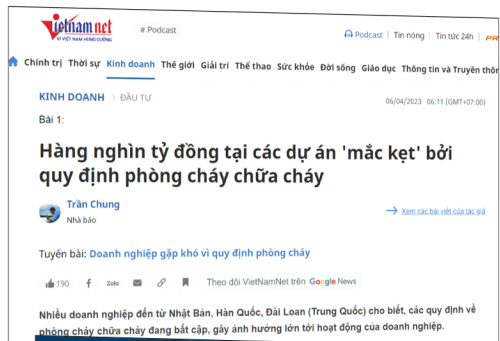 Vietnamnet
VÌ VIỆT NAM HÙNG CƯỜNG
# Podcast
Podcast | Tin nóng | Tin tức 24h |
Chính trị Thời sự Kinh doanh Thế giới Giải trí Thể thao Sức khỏe Đời sống Giáo dục Thông tin và Truyền thôn
KINH DOANH > ĐẦU TƯ
06/04/2023 06:11 (GMT+07:00)
Bài 1:
Hàng nghìn tỷ đồng tại các dự án 'mắc kẹt' bởi
quy định phòng cháy chữa cháy
Trần Chung
Nhà báo
Xem các bài viết của tác giả
Tuyến bài: Doanh nghiệp gặp khó vì quy định phòng cháy
190 f Zalo Theo dõi VietNamNet trên Google News
Nhiều doanh nghiệp đến từ Nhật Bản, Hàn Quốc, Đài Loan (Trung Quốc) cho biết, các quy định về
phòng cháy chữa cháy đang bất cập, gây ảnh hưởng lớn tới hoạt động của doanh nghiệp.